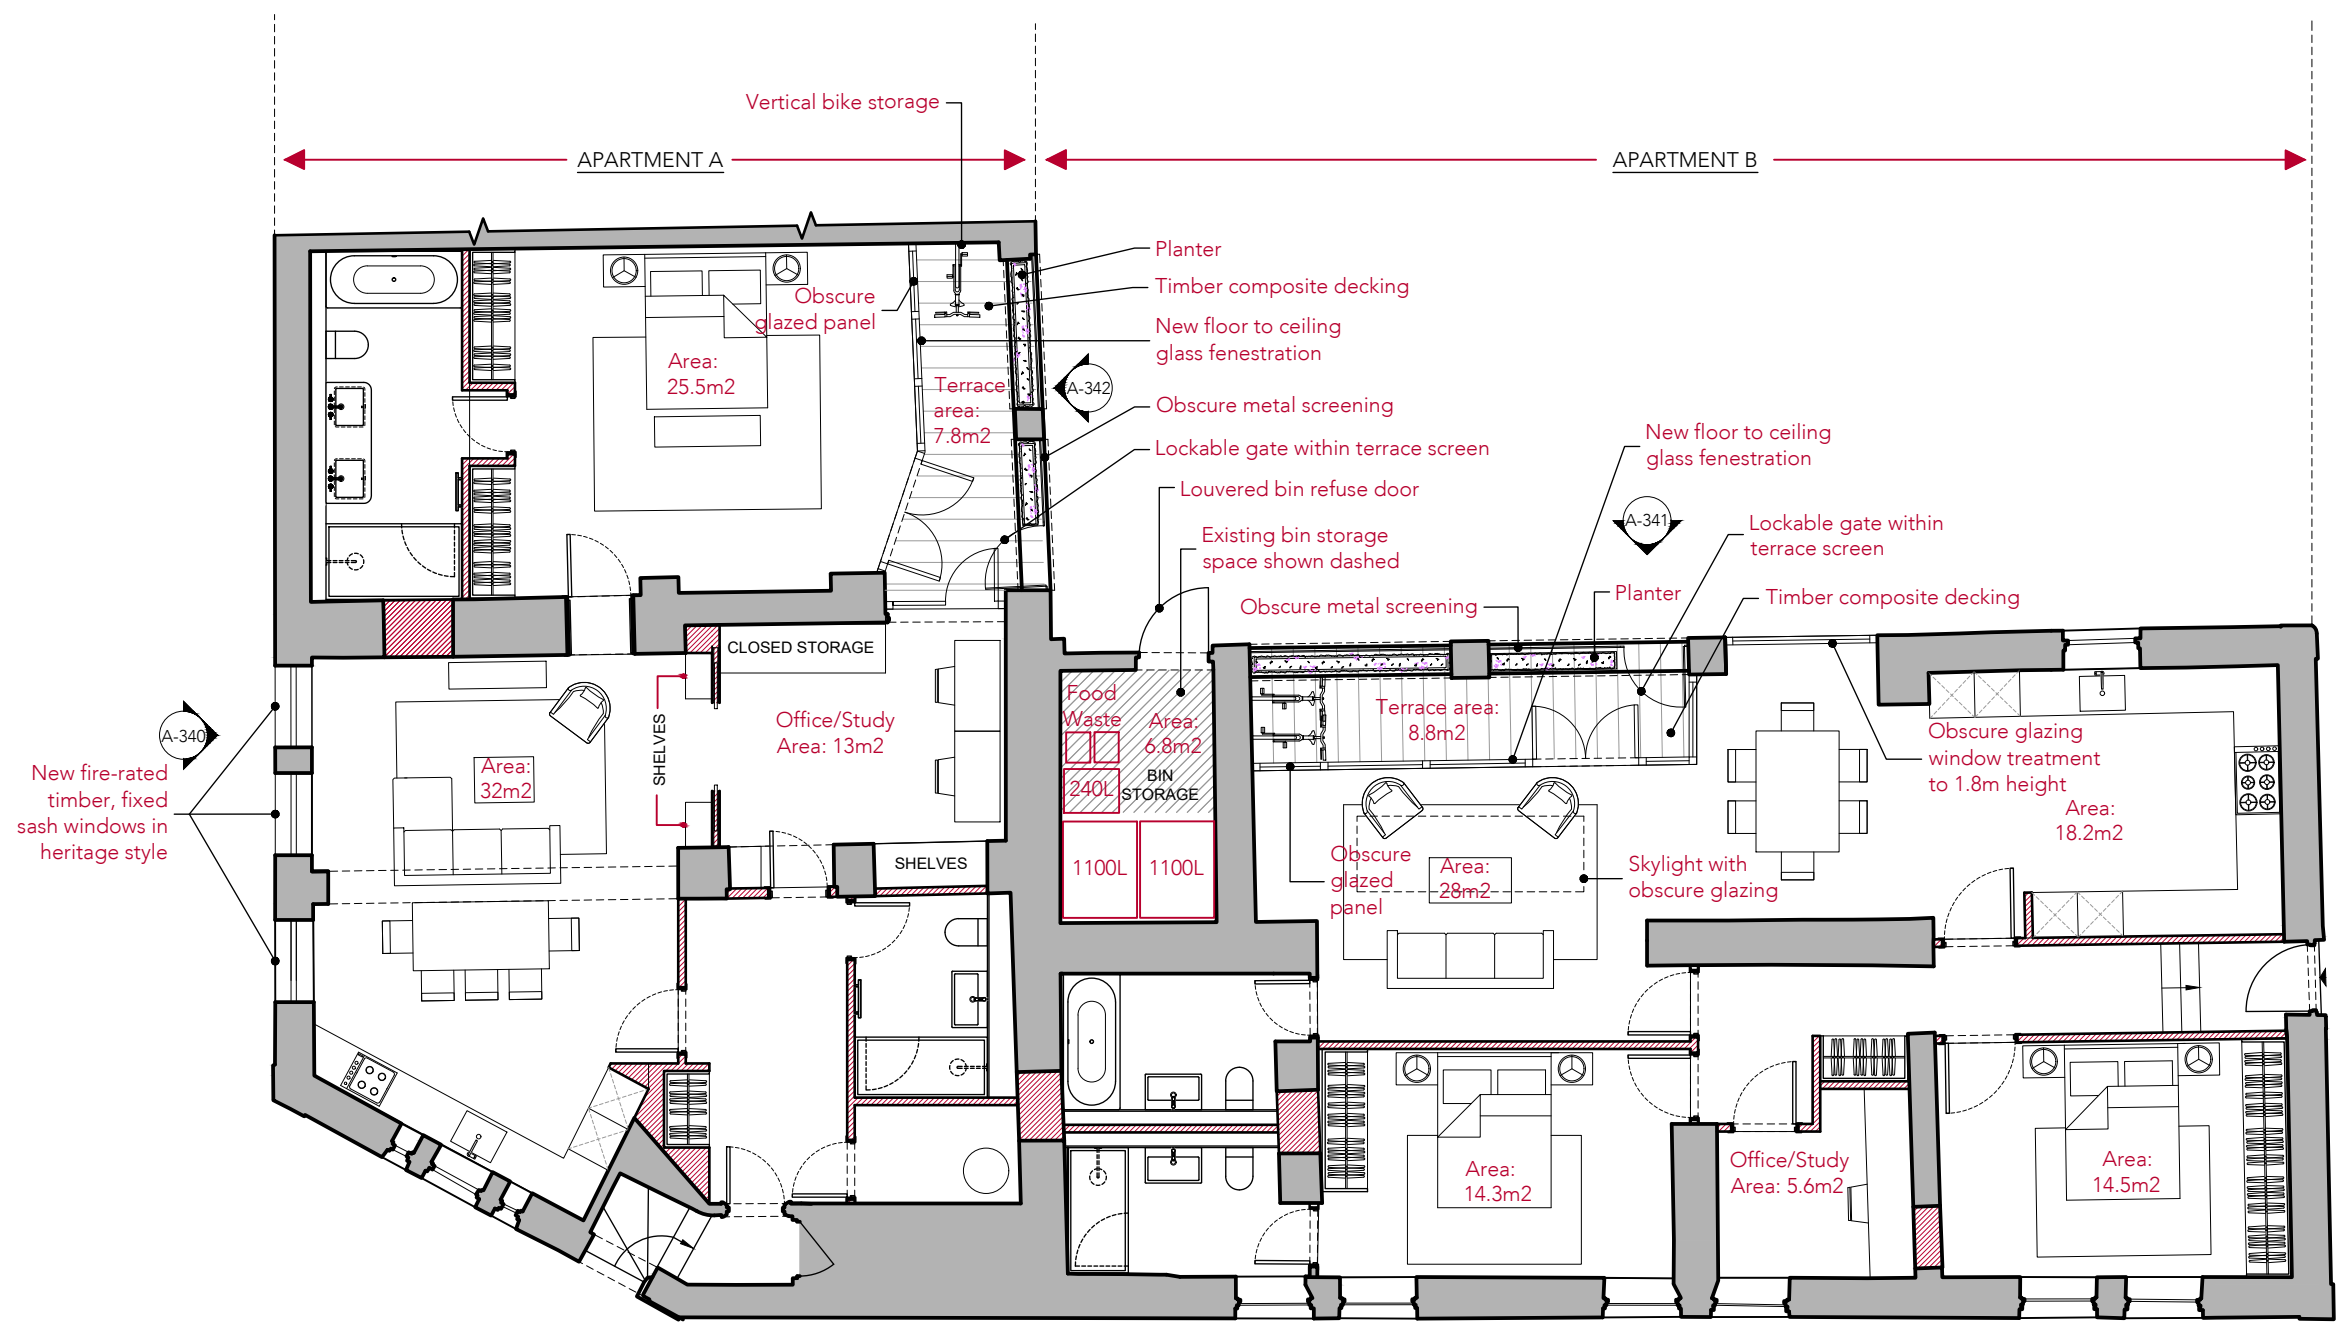 Vertical bike storage
APARTMENT A
APARTMENT B
Planter
Timber composite decking
Obscure
glazed panel
New floor to ceiling
glass fenestration
Area:
25.5m2
Terrace
area:
7.8m2
A-342
Obscure metal screening
Lockable gate within terrace screen
New floor to ceiling
glass fenestration
Louvered bin refuse door
A-341
Lockable gate within
terrace screen
Existing bin storage
space shown dashed
Obscure metal screening
Planter
Timber composite decking
CLOSED STORAGE
A-340
SHELVES
Office/Study
Area: 13m2
Food
Waste
Area:
6.8m2
Terrace area:
8.8m2
Obscure glazing
window treatment
to 1.8m height
New fire-rated
timber, fixed
sash windows in
heritage style
Area:
32m2
240L
BIN
STORAGE
Area:
18.2m2
SHELVES
1100L
1100L
Obscure
glazed
panel
Area:
28m2
Skylight with
obscure glazing
Area:
14.3m2
Office/Study
Area: 5.6m2
Area:
14.5m2